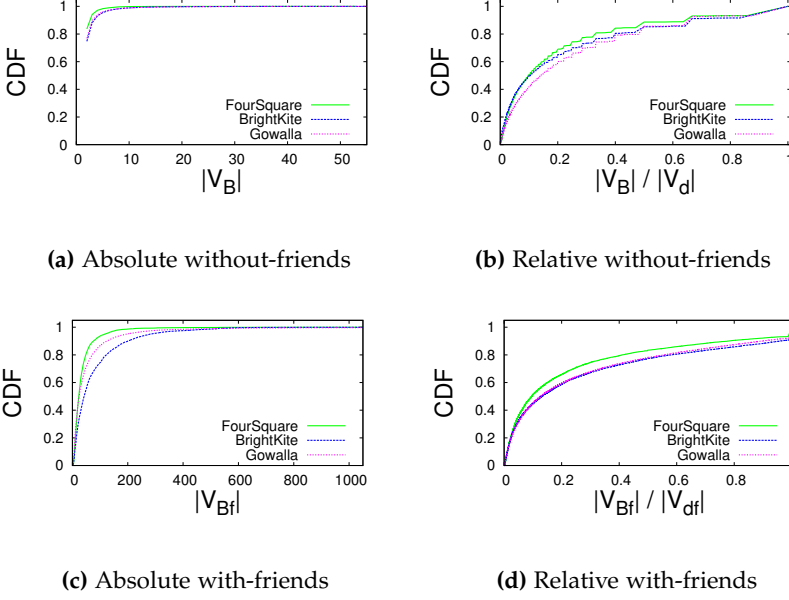 CDF
0.8
0.6
0.4
0.2
0
0 10 20 30 40 50
|V_B|
FourSquare
BrightKite
Gowalla
(a) Absolute without-friends
CDF
0.8
0.6
0.4
0.2
0
0 0.2 0.4 0.6 0.8
|V_B| / |V_d|
FourSquare
BrightKite
Gowalla
(b) Relative without-friends
CDF
1
0.8
0.6
0.4
0.2
0
0 200 400 600 800 1000
|V_Bf|
FourSquare
BrightKite
Gowalla
(c) Absolute with-friends
CDF
1
0.8
0.6
0.4
0.2
0
0 0.2 0.4 0.6 0.8
|V_Bf| / |V_df|
FourSquare
BrightKite
Gowalla
(d) Relative with-friends